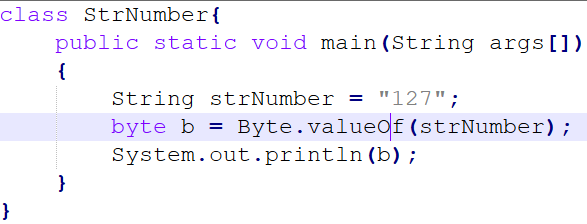 class StrNumber{
    public static void main(String args[])
    {
        String strNumber = "127";
        byte b = Byte.valueOf(strNumber);
        System.out.println(b);
    }
}